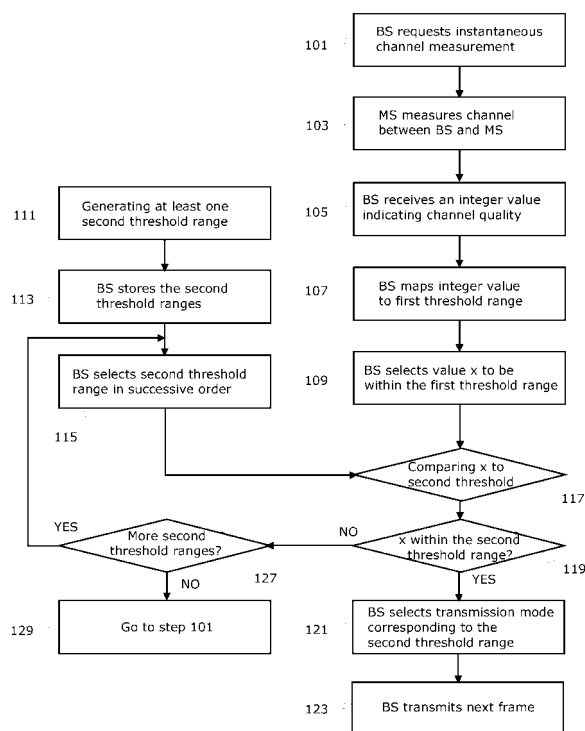 BS requests instantaneous
channel measurement
101
MS measures channel
between BS and MS
103
Generating at least one
second threshold range
111
BS receives an integer value
indicating channel quality
105
BS stores the second
threshold ranges
113
BS maps integer value
to first threshold range
107
BS selects second threshold
range in successive order
115
BS selects value x to be
within the first threshold range
109
Comparing x to
second threshold
117
YES
More second
threshold ranges?
127
NO
x within the second
threshold range?
119
NO
YES
129
Go to step 101
121
BS selects transmission mode
corresponding to the
second threshold range
123
BS transmits next frame